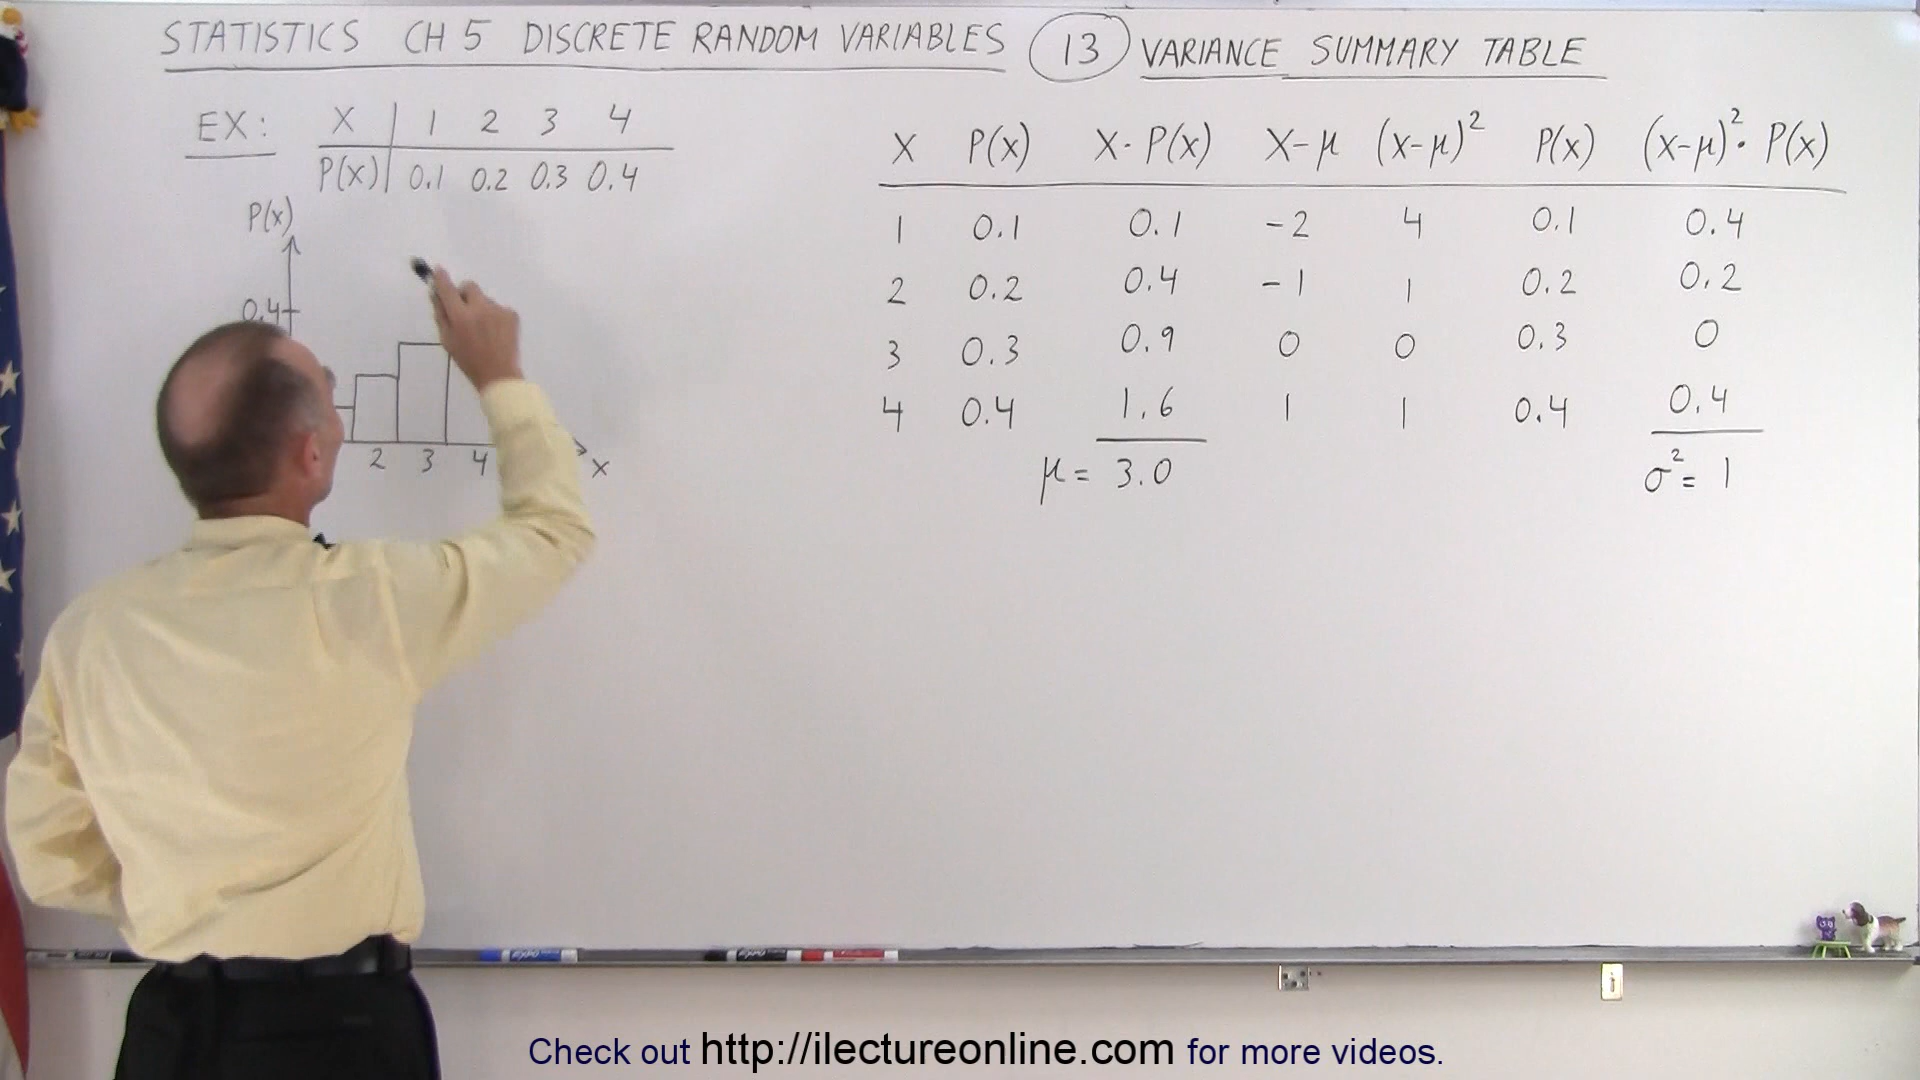 STATISTICS CH 5 DISCRETE RANDOM VARIABLES 13 VARIANCE SUMMARY TABLE
EX:
X 1 2 3 4
P(x) 0.1 0.2 0.3 0.4
P(x)
0.4
2 3 4 x
X P(x) X· P(x) X-μ (x-μ)² P(x) (x-μ)²· P(x)
1 0.1 0.1 -2 4 0.1 0.4
2 0.2 0.4 -1 1 0.2 0.2
3 0.3 0.9 0 0 0.3 0
4 0.4 1.6 1 1 0.4 0.4
μ = 3.0 σ² = 1
Check out http://ilectureonline.com for more videos.